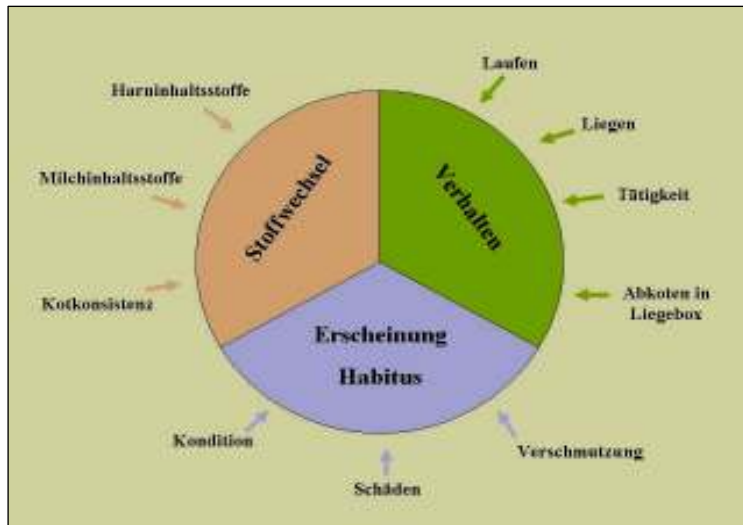 Laufen
Harninhaltsstoffe
Liegen
Milchinhaltsstoffe
Stoffwechsel
Verhalten
Tätigkeit
Kotkonsistenz
Abkoten in
Liegebox
Erscheinung
Habitus
Kondition
Verschmutzung
Schäden